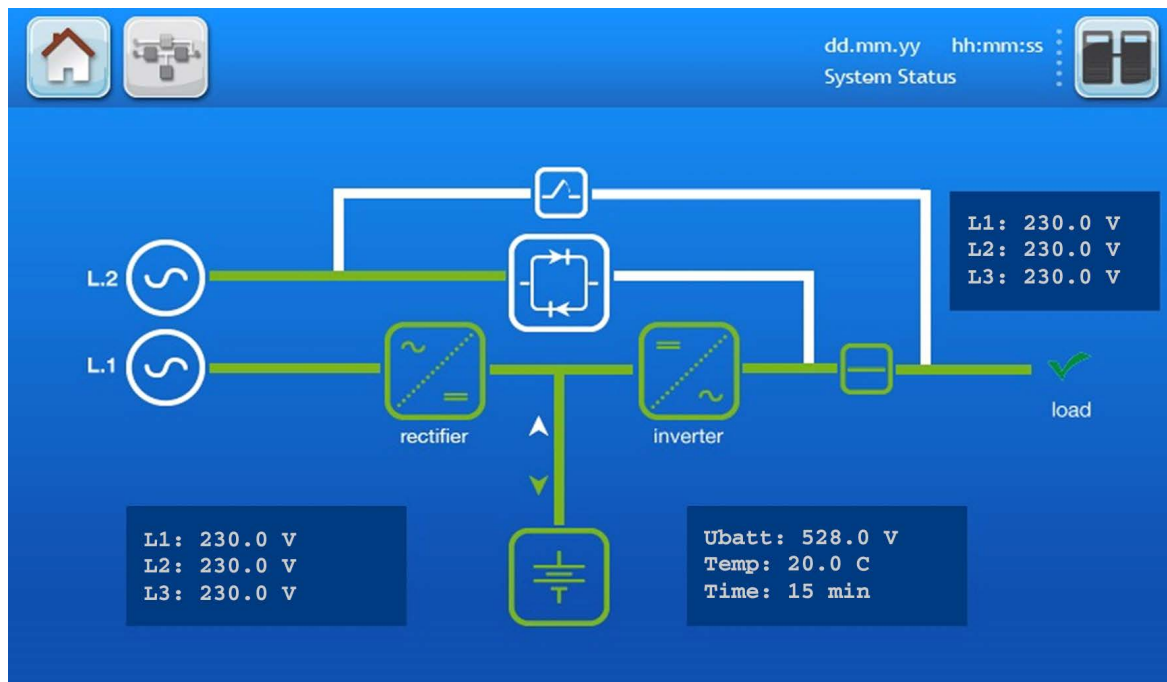 dd.mm.yy hh:mm:ss
System Status
L1: 230.0 V
L2: 230.0 V
L3: 230.0 V
L.2
L.1
load
rectifier
inverter
L1: 230.0 V
L2: 230.0 V
L3: 230.0 V
Ubatt: 528.0 V
Temp: 20.0 C
Time: 15 min